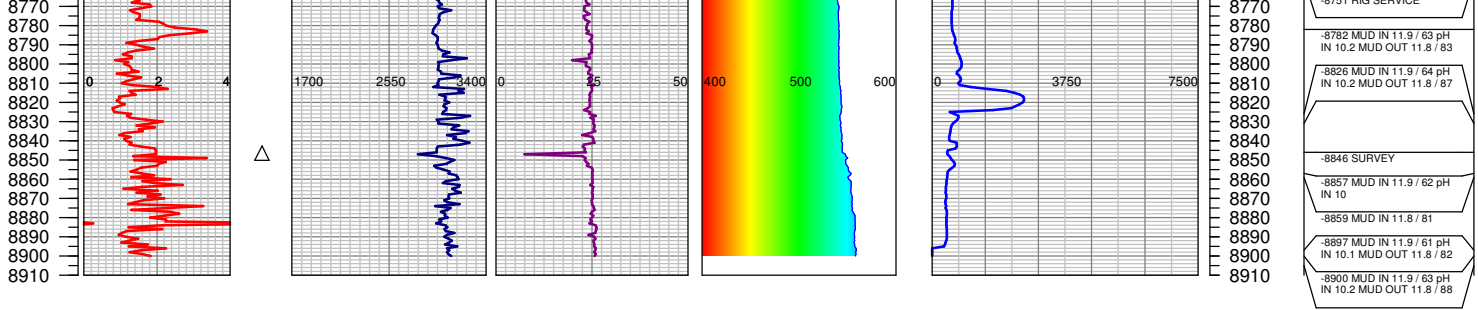 8770
8780
8790
8800
8810
8820
8830
8840
8850
8860
8870
8880
8890
8900
8910
0 2 4
1700 2550 3400
0 25 50
400 500 600
0 3750 7500
8770
8780
8790
8800
8810
8820
8830
8840
8850
8860
8870
8880
8890
8900
8910
-8751 RIG SERVICE
-8782 MUD IN 11.9 / 63 pH
IN 10.2 MUD OUT 11.8 / 83
-8826 MUD IN 11.9 / 64 pH
IN 10.2 MUD OUT 11.8 / 87
-8846 SURVEY
-8857 MUD IN 11.9 / 62 pH
IN 10
-8859 MUD IN 11.8 / 81
-8897 MUD IN 11.9 / 61 pH
IN 10.1 MUD OUT 11.8 / 82
-8900 MUD IN 11.9 / 63 pH
IN 10.2 MUD OUT 11.8 / 88